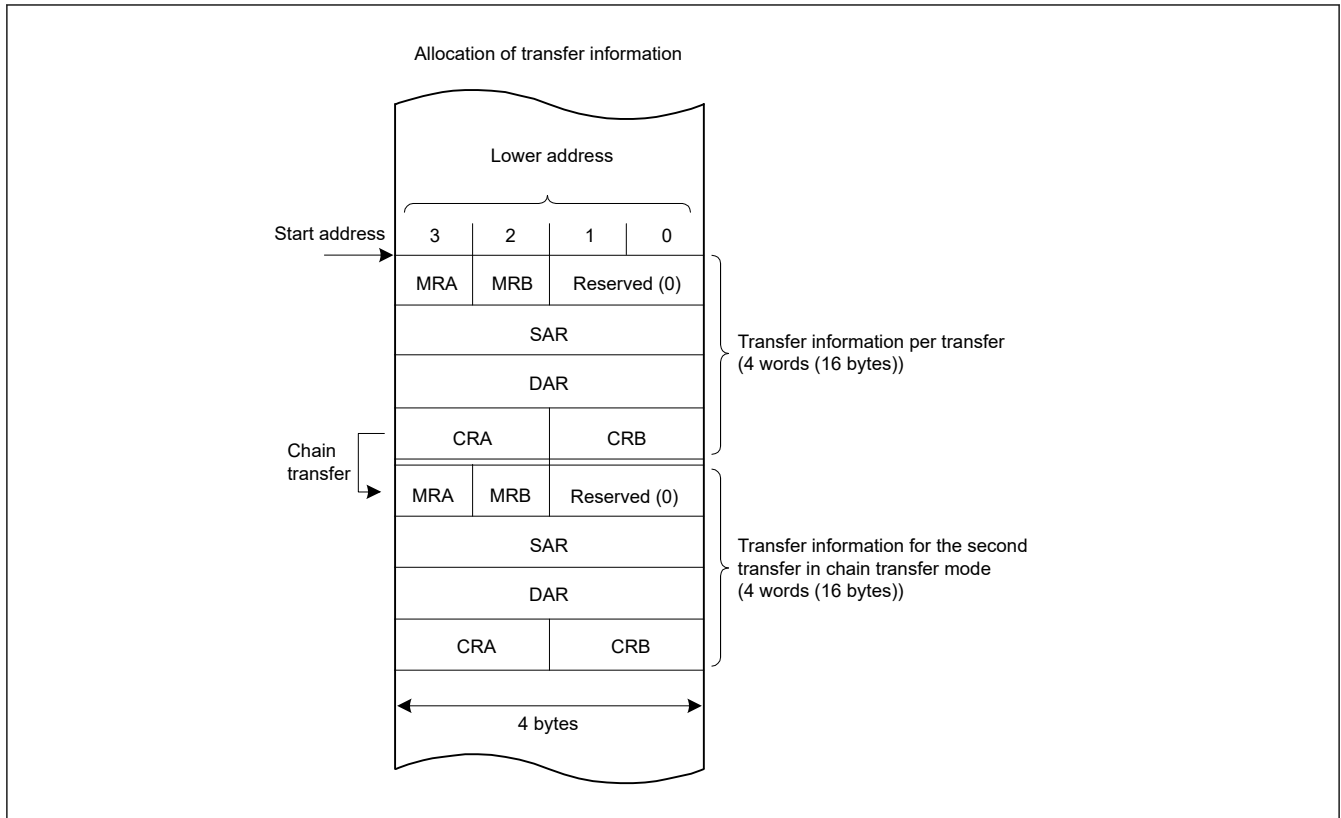 Allocation of transfer information
Lower address
Start address
3 2 1 0
MRA MRB Reserved (0)
SAR
DAR
CRA CRB
Transfer information per transfer
(4 words (16 bytes))
Chain
transfer
MRA MRB Reserved (0)
SAR
DAR
CRA CRB
Transfer information for the second
transfer in chain transfer mode
(4 words (16 bytes))
4 bytes